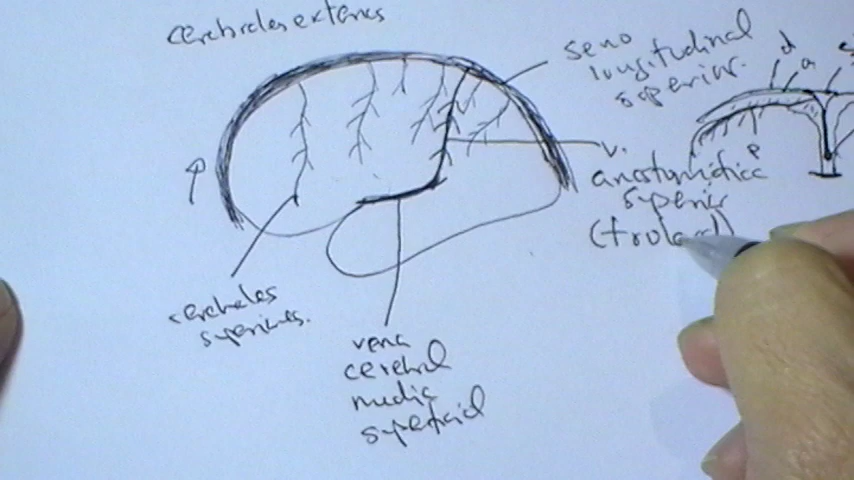 cerebrales externas
seno
longitudinal
superior.
d
a
v.
anastomótica
superior
(trolard)
p
cerebrales
superiores.
vena
cerebral
media
superficial